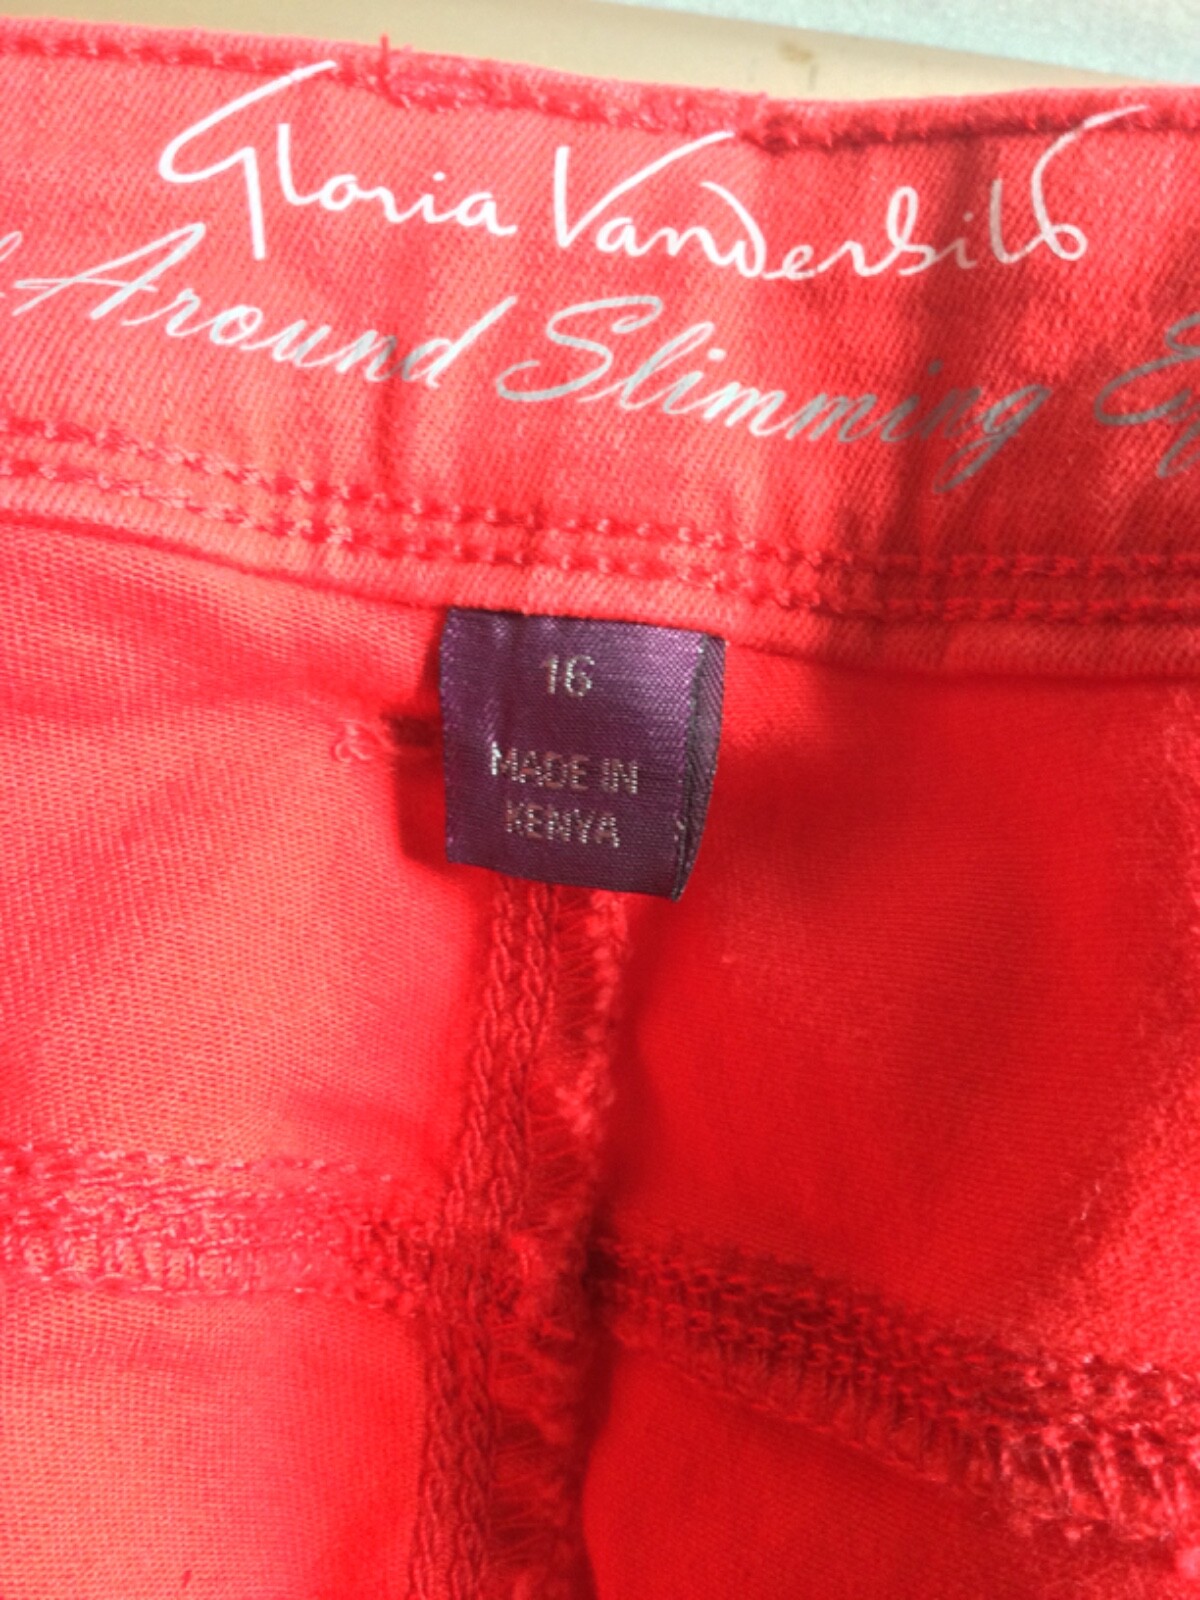 Gloria Vanderbilt
Around Slimming
16
MADE IN
KENYA